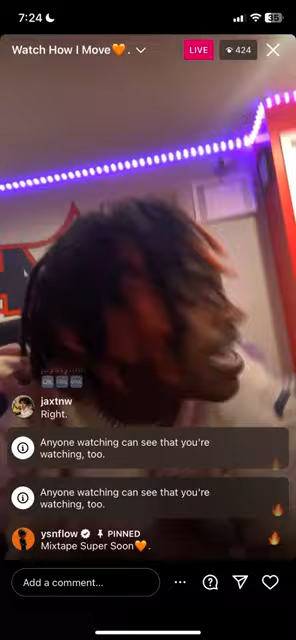 7:24
35
Watch How I Move🧡 .
LIVE
424
jaxtnw
Right.
Anyone watching can see that you're
watching, too.
Anyone watching can see that you're
watching, too.
ysnflow PINNED
Mixtape Super Soon🧡 .
Add a comment...